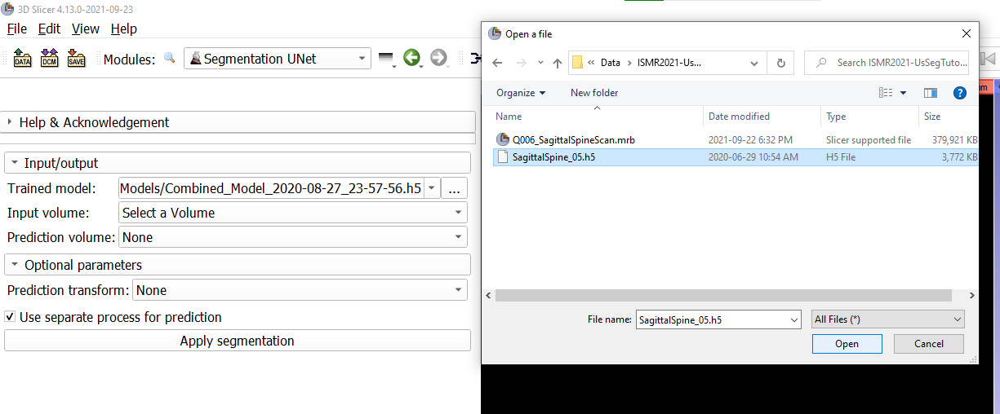 3D Slicer 4.13.0-2021-09-23
File Edit View Help
DATA DCM SAVE Modules: Segmentation UNet
Help & Acknowledgement
Input/output
Trained model: Models/Combined_Model_2020-08-27_23-57-56.h5 ...
Input volume: Select a Volume
Prediction volume: None
Optional parameters
Prediction transform: None
Use separate process for prediction
Apply segmentation
Open a file
« Data › ISMR2021-Us... Search ISMR2021-UsSegTuto...
Organize New folder
Name Date modified Type Size
Q006_SagittalSpineScan.mrb 2021-09-22 6:32 PM Slicer supported file 379,921 KB
SagittalSpine_05.h5 2020-06-29 10:54 AM H5 File 3,772 KB
File name: SagittalSpine_05.h5 All Files (*)
Open Cancel